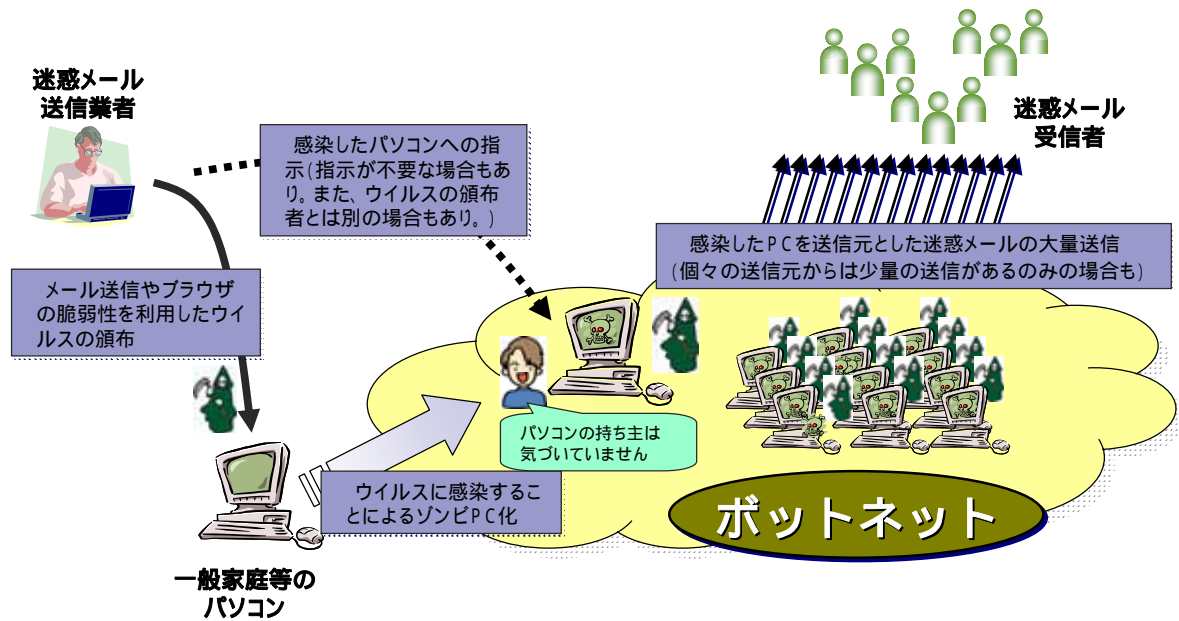 迷惑メール
送信業者
感染したパソコンへの指
示(指示が不要な場合もあ
り。また、ウイルスの頒布
者とは別の場合もあり。)
迷惑メール
受信者
感染したPCを送信元とした迷惑メールの大量送信
(個々の送信元からは少量の送信があるのみの場合も)
メール送信やブラウザ
の脆弱性を利用したウイ
ルスの頒布
パソコンの持ち主は
気づいていません
ウイルスに感染するこ
とによるゾンビPC化
ボットネット
一般家庭等の
パソコン